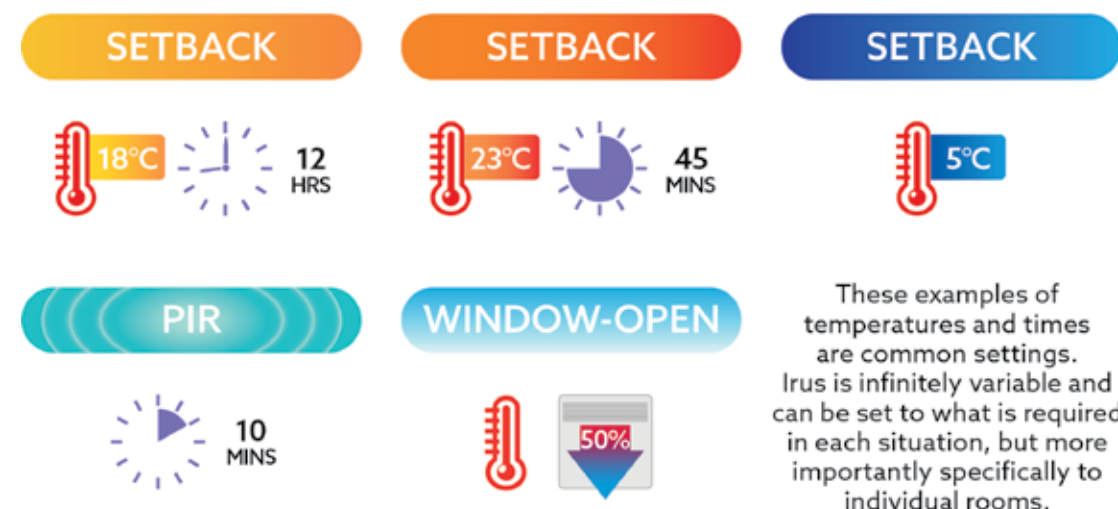 SETBACK
18°C
12
HRS
SETBACK
23°C
45
MINS
SETBACK
5°C
PIR
10
MINS
WINDOW-OPEN
50%
These examples of
temperatures and times
are common settings.
Irus is infinitely variable and
can be set to what is required
in each situation, but more
importantly specifically to
individual rooms.